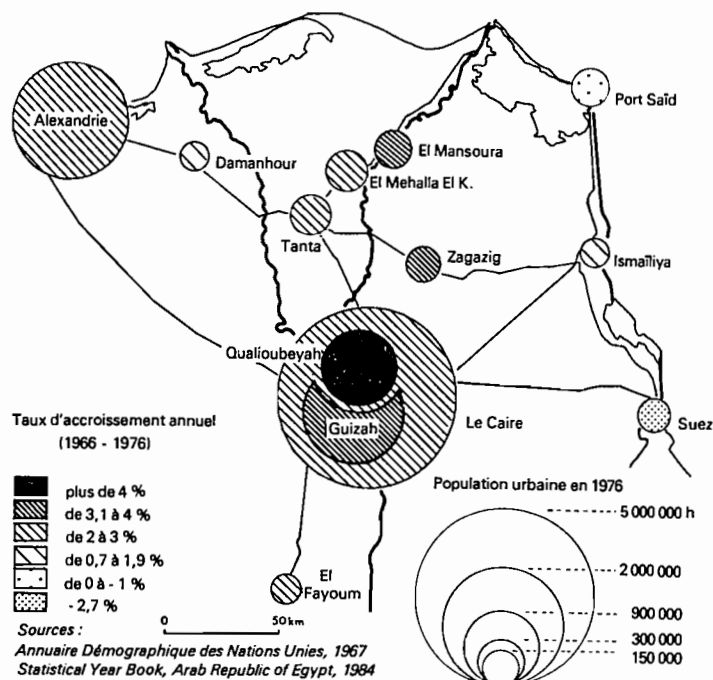 Alexandrie
Port Saïd
El Mansoura
Damanhour
El Mehalla El K.
Tanta
Zagazig
Ismaïliya
Qualioubeyah
Guizah
Le Caire
Suez
El
Fayoum
Taux d'accroissement annuel
(1966 - 1976)
plus de 4 %
de 3,1 à 4 %
de 2 à 3 %
de 0,7 à 1,9 %
de 0 à - 1 %
- 2,7 %
0 50 km
Population urbaine en 1976
5 000 000 h
2 000 000
900 000
300 000
150 000
Sources :
Annuaire Démographique des Nations Unies, 1967
Statistical Year Book, Arab Republic of Egypt, 1984